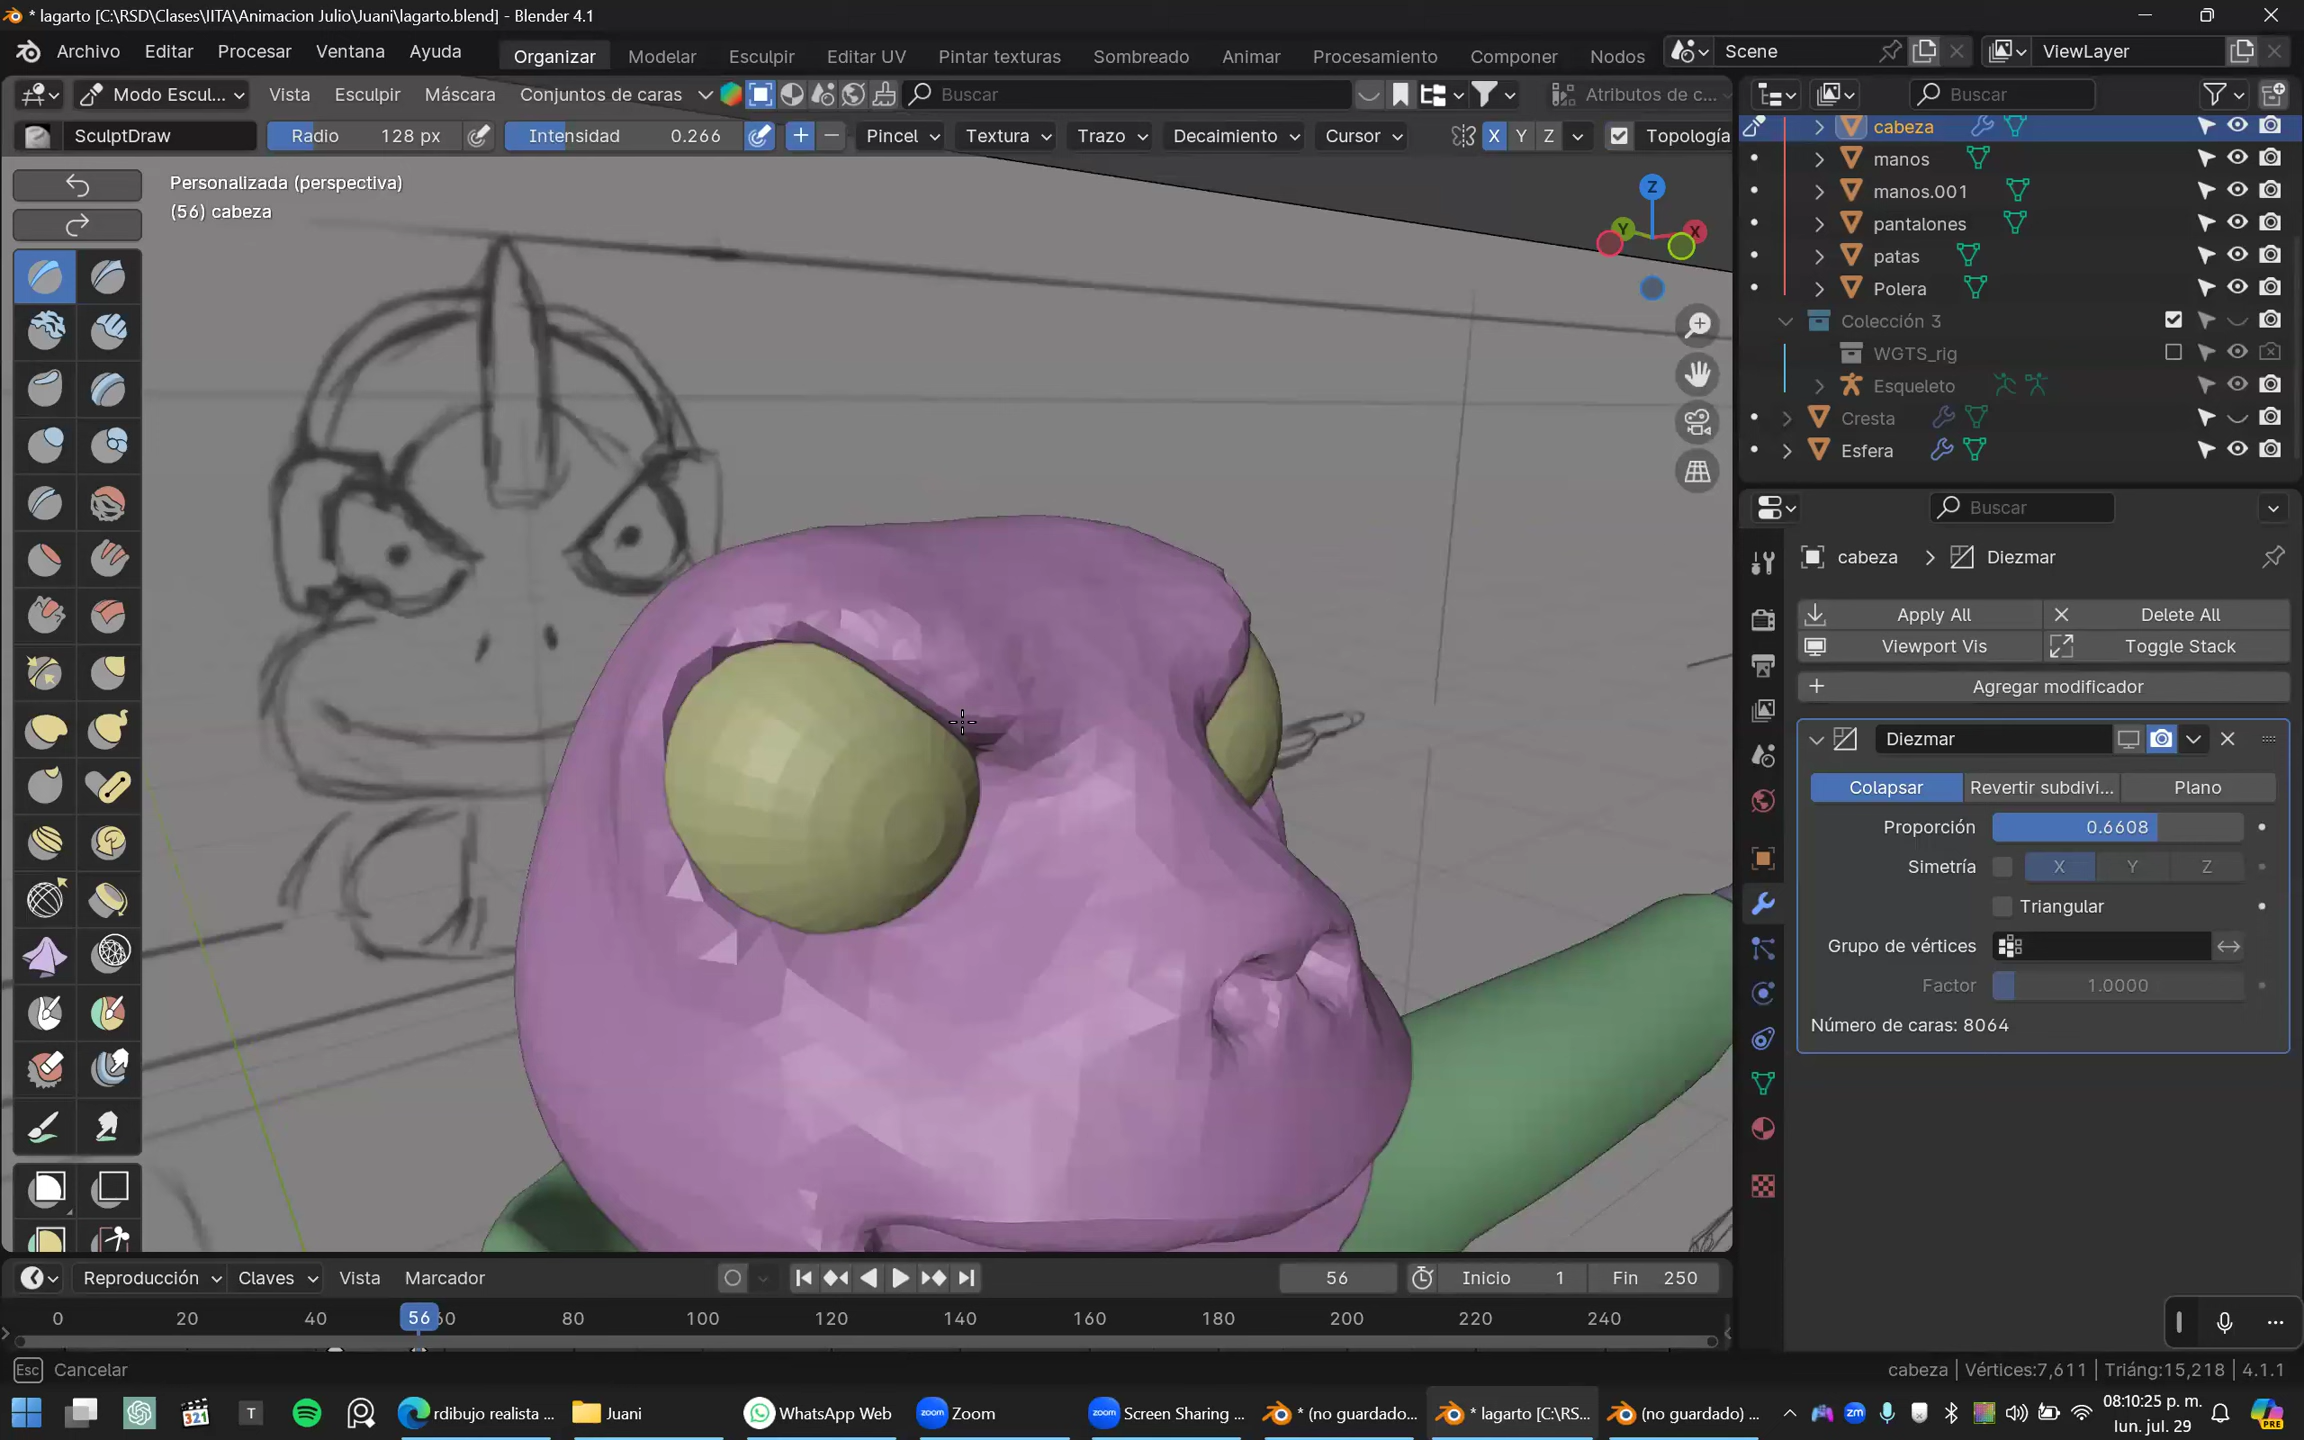 * lagarto [C:\RSD\Clases\IITA\Animacion Julio\Juani\lagarto.blend] - Blender 4.1
Archivo Editar Procesar Ventana Ayuda Organizar Modelar Esculpir Editar UV Pintar texturas Sombreado Animar Procesamiento Componer Nodos Scene ViewLayer
Modo Escul... Vista Esculpir Máscara Conjuntos de caras Buscar Atributos de c... Buscar
SculptDraw Radio 128 px Intensidad 0.266 Pincel Textura Trazo Decaimiento Cursor X Y Z Topología
Personalizada (perspectiva)
(56) cabeza
Z
Y
X
cabeza
manos
manos.001
pantalones
patas
Polera
Colección 3
WGTS_rig
Esqueleto
Cresta
Esfera
Buscar
cabeza Diezmar
Apply All Delete All
Viewport Vis Toggle Stack
Agregar modificador
Diezmar
Colapsar Revertir subdivi... Plano
Proporción 0.6608
Simetría X Y Z
Triangular
Grupo de vértices
Factor 1.0000
Número de caras: 8064
Reproducción Claves Vista Marcador 56 Inicio 1 Fin 250
0 20 40 56 60 80 100 120 140 160 180 200 220 240
Esc Cancelar
cabeza | Vértices:7,611 | Triáng:15,218 | 4.1.1
321 T rdibujo realista ... Juani WhatsApp Web zoom Zoom zoom Screen Sharing ... * (no guardado... * lagarto [C:\RS... (no guardado) ... zm 08:10:25 p. m. PRE
lun. jul. 29